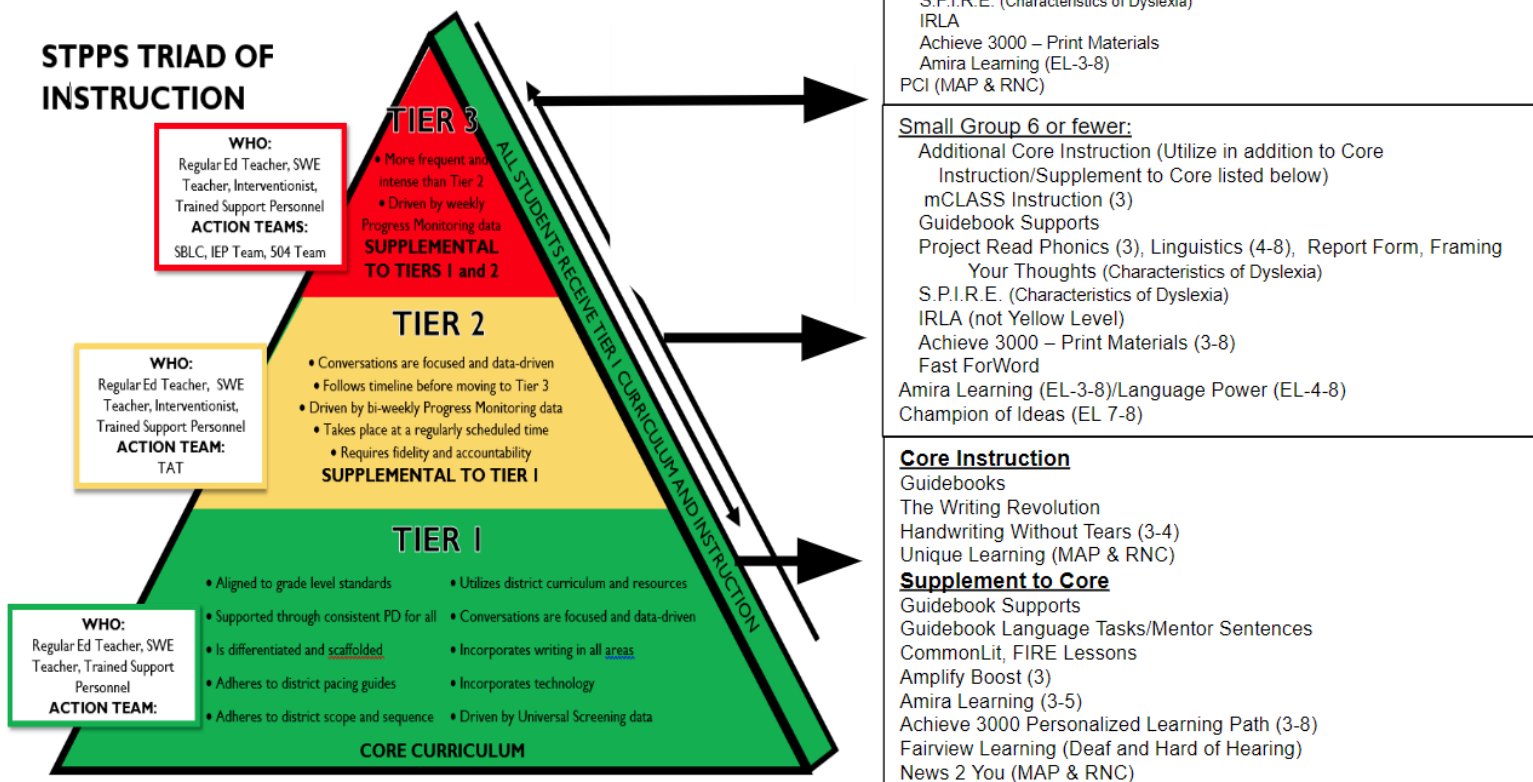 STPPS TRIAD OF
INSTRUCTION
WHO:
Regular Ed Teacher, SWE
Teacher, Interventionist,
Trained Support Personnel
ACTION TEAMS:
SBLC, IEP Team, 504 Team
TIER 3
• More frequent and
intense than Tier 2
• Driven by weekly
Progress Monitoring data
SUPPLEMENTAL
TO TIERS 1 and 2
WHO:
Regular Ed Teacher, SWE
Teacher, Interventionist,
Trained Support Personnel
ACTION TEAM:
TAT
TIER 2
• Conversations are focused and data-driven
• Follows timeline before moving to Tier 3
• Driven by bi-weekly Progress Monitoring data
• Takes place at a regularly scheduled time
• Requires fidelity and accountability
SUPPLEMENTAL TO TIER 1
WHO:
Regular Ed Teacher, SWE
Teacher, Trained Support
Personnel
ACTION TEAM:
TIER 1
• Aligned to grade level standards
• Supported through consistent PD for all
• Is differentiated and scaffolded
• Adheres to district pacing guides
• Adheres to district scope and sequence
• Utilizes district curriculum and resources
• Conversations are focused and data-driven
• Incorporates writing in all areas
• Incorporates technology
• Driven by Universal Screening data
CORE CURRICULUM
ALL STUDENTS RECEIVE TIER 1 CURRICULUM AND INSTRUCTION
S.P.I.R.E. (Characteristics of Dyslexia)
IRLA
Achieve 3000 – Print Materials
Amira Learning (EL-3-8)
PCI (MAP & RNC)
Small Group 6 or fewer:
Additional Core Instruction (Utilize in addition to Core
Instruction/Supplement to Core listed below)
mCLASS Instruction (3)
Guidebook Supports
Project Read Phonics (3), Linguistics (4-8), Report Form, Framing
Your Thoughts (Characteristics of Dyslexia)
S.P.I.R.E. (Characteristics of Dyslexia)
IRLA (not Yellow Level)
Achieve 3000 – Print Materials (3-8)
Fast ForWord
Amira Learning (EL-3-8)/Language Power (EL-4-8)
Champion of Ideas (EL 7-8)
Core Instruction
Guidebooks
The Writing Revolution
Handwriting Without Tears (3-4)
Unique Learning (MAP & RNC)
Supplement to Core
Guidebook Supports
Guidebook Language Tasks/Mentor Sentences
CommonLit, FIRE Lessons
Amplify Boost (3)
Amira Learning (3-5)
Achieve 3000 Personalized Learning Path (3-8)
Fairview Learning (Deaf and Hard of Hearing)
News 2 You (MAP & RNC)